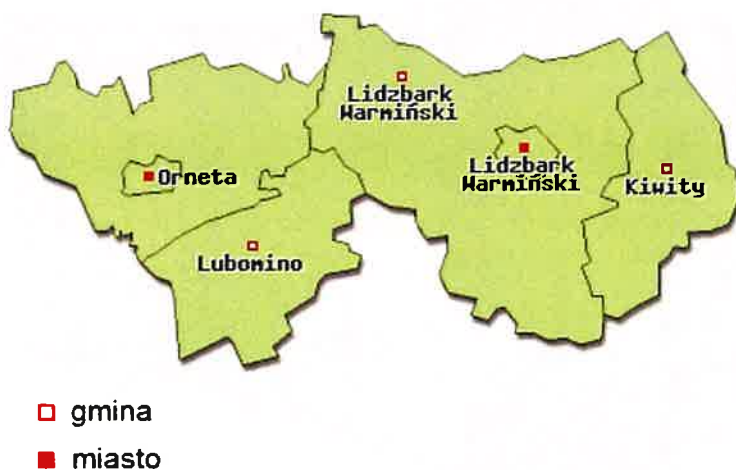 Lidzbark
Warmiński
Orneta
Lidzbark
Warmiński
Kiwity
Lubomino
gmina
miasto